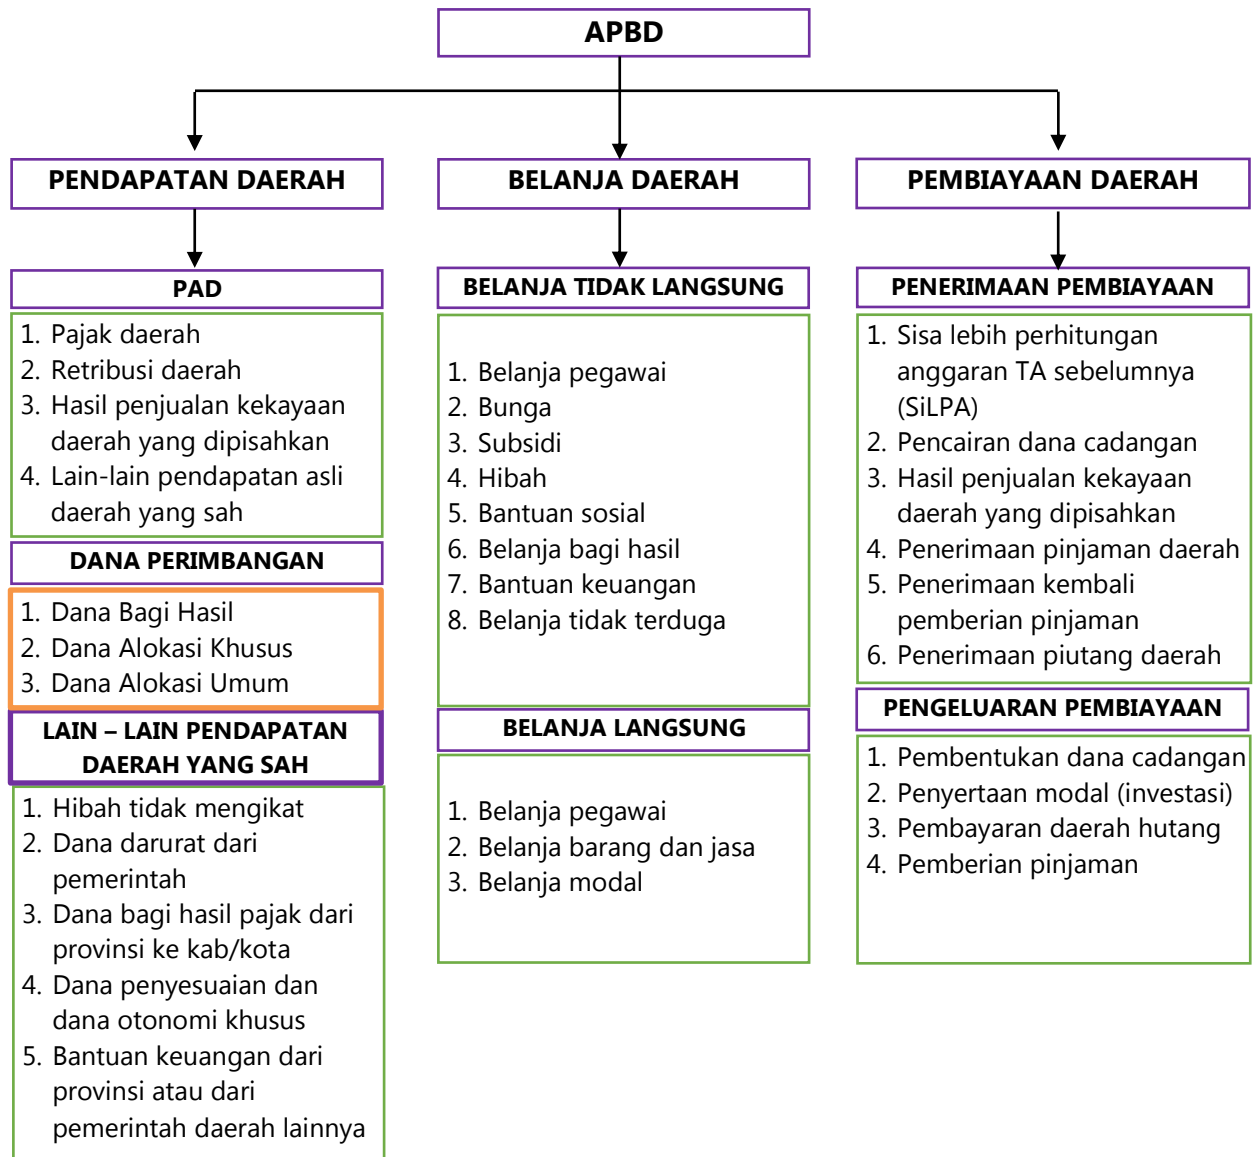 APBD
PENDAPATAN DAERAH
PAD
1. Pajak daerah
2. Retribusi daerah
3. Hasil penjualan kekayaan
daerah yang dipisahkan
4. Lain-lain pendapatan asli
daerah yang sah
DANA PERIMBANGAN
1. Dana Bagi Hasil
2. Dana Alokasi Khusus
3. Dana Alokasi Umum
LAIN – LAIN PENDAPATAN
DAERAH YANG SAH
1. Hibah tidak mengikat
2. Dana darurat dari
pemerintah
3. Dana bagi hasil pajak dari
provinsi ke kab/kota
4. Dana penyesuaian dan
dana otonomi khusus
5. Bantuan keuangan dari
provinsi atau dari
pemerintah daerah lainnya
BELANJA DAERAH
BELANJA TIDAK LANGSUNG
1. Belanja pegawai
2. Bunga
3. Subsidi
4. Hibah
5. Bantuan sosial
6. Belanja bagi hasil
7. Bantuan keuangan
8. Belanja tidak terduga
BELANJA LANGSUNG
1. Belanja pegawai
2. Belanja barang dan jasa
3. Belanja modal
PEMBIAYAAN DAERAH
PENERIMAAN PEMBIAYAAN
1. Sisa lebih perhitungan
anggaran TA sebelumnya
(SiLPA)
2. Pencairan dana cadangan
3. Hasil penjualan kekayaan
daerah yang dipisahkan
4. Penerimaan pinjaman daerah
5. Penerimaan kembali
pemberian pinjaman
6. Penerimaan piutang daerah
PENGELUARAN PEMBIAYAAN
1. Pembentukan dana cadangan
2. Penyertaan modal (investasi)
3. Pembayaran daerah hutang
4. Pemberian pinjaman